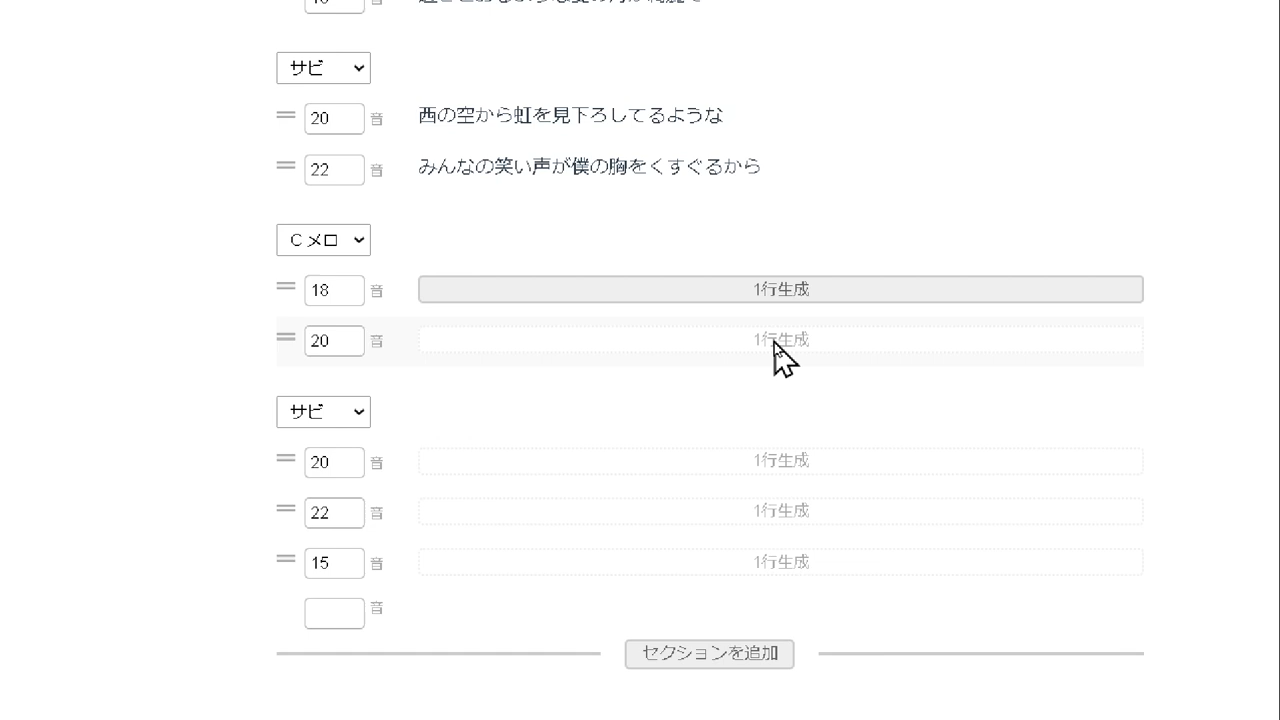 サビ
20 音 西の空から虹を見下ろしてるような
22 音 みんなの笑い声が僕の胸をくすぐるから
Cメロ
18 音 1行生成
20 音 1行生成
サビ
20 音 1行生成
22 音 1行生成
15 音 1行生成
音
セクションを追加